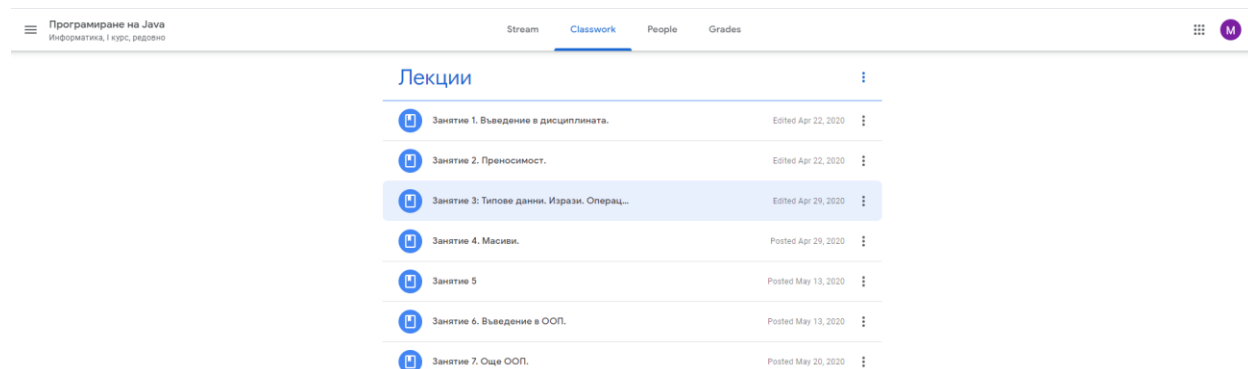 Програмиране на Java
Информатика, I курс, редовно
Stream Classwork People Grades
M
Лекции
Занятие 1. Въведение в дисциплината. Edited Apr 22, 2020
Занятие 2. Преносимост. Edited Apr 22, 2020
Занятие 3: Типове данни. Изрази. Операц... Edited Apr 29, 2020
Занятие 4. Масиви. Posted Apr 29, 2020
Занятие 5 Posted May 13, 2020
Занятие 6. Въведение в ООП. Posted May 13, 2020
Занятие 7. Още ООП. Posted May 20, 2020